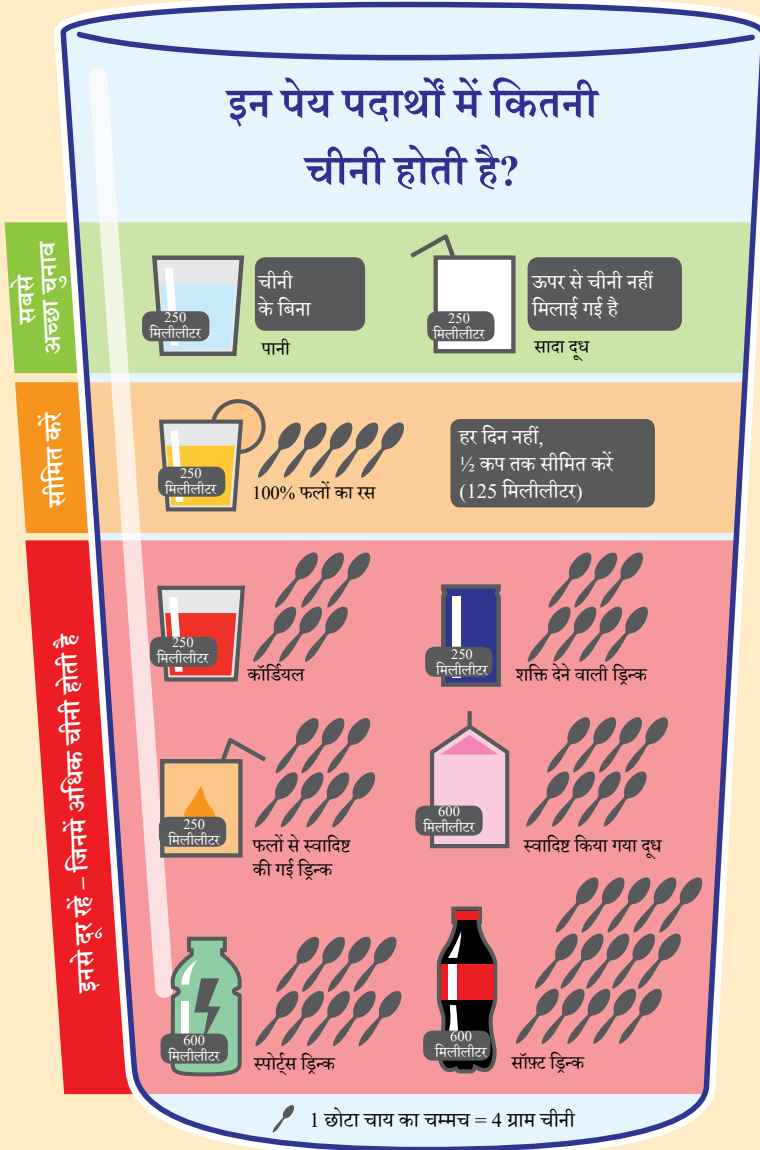 इन पेय पदार्थों में कितनी
चीनी होती है?
सबसे
अच्छा चुनाव
250
मिलीलीटर
चीनी
के बिना
पानी
250
मिलीलीटर
ऊपर से चीनी नहीं
मिलाई गई है
सादा दूध
सीमित करें
250
मिलीलीटर
100% फलों का रस
हर दिन नहीं,
½ कप तक सीमित करें
(125 मिलीलीटर)
इनसे दूर रहें – जिनमें अधिक चीनी होती है
250
मिलीलीटर
कॉर्डियल
250
मिलीलीटर
शक्ति देने वाली ड्रिन्क
250
मिलीलीटर
फलों से स्वादिष्ट
की गई ड्रिन्क
600
मिलीलीटर
स्वादिष्ट किया गया दूध
600
मिलीलीटर
स्पोर्ट्स ड्रिन्क
600
मिलीलीटर
सॉफ़्ट ड्रिन्क
1 छोटा चाय का चम्मच = 4 ग्राम चीनी